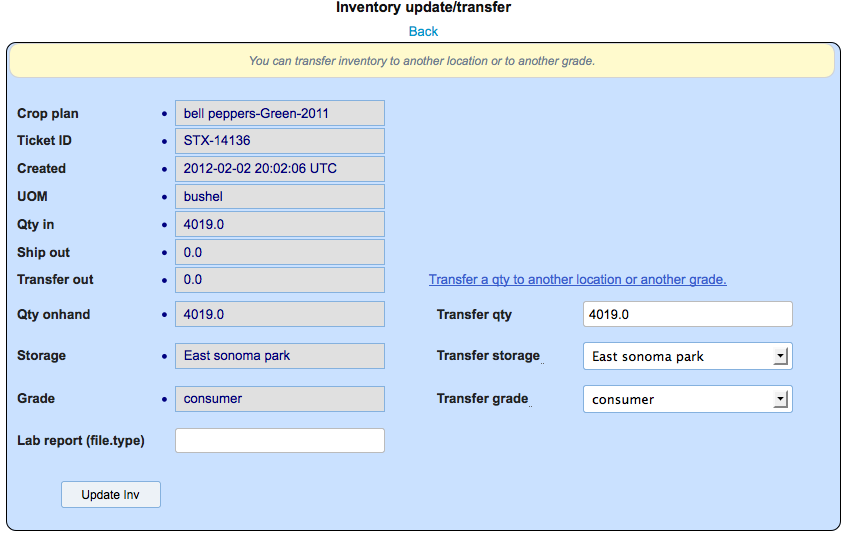 Inventory update/transfer
Back
You can transfer inventory to another location or to another grade.
Crop plan • bell peppers-Green-2011
Ticket ID • STX-14136
Created • 2012-02-02 20:02:06 UTC
UOM • bushel
Qty in • 4019.0
Ship out • 0.0
Transfer out • 0.0 Transfer a qty to another location or another grade.
Qty onhand • 4019.0 Transfer qty 4019.0
Storage • East sonoma park Transfer storage East sonoma park
Grade • consumer Transfer grade consumer
Lab report (file.type)
Update Inv